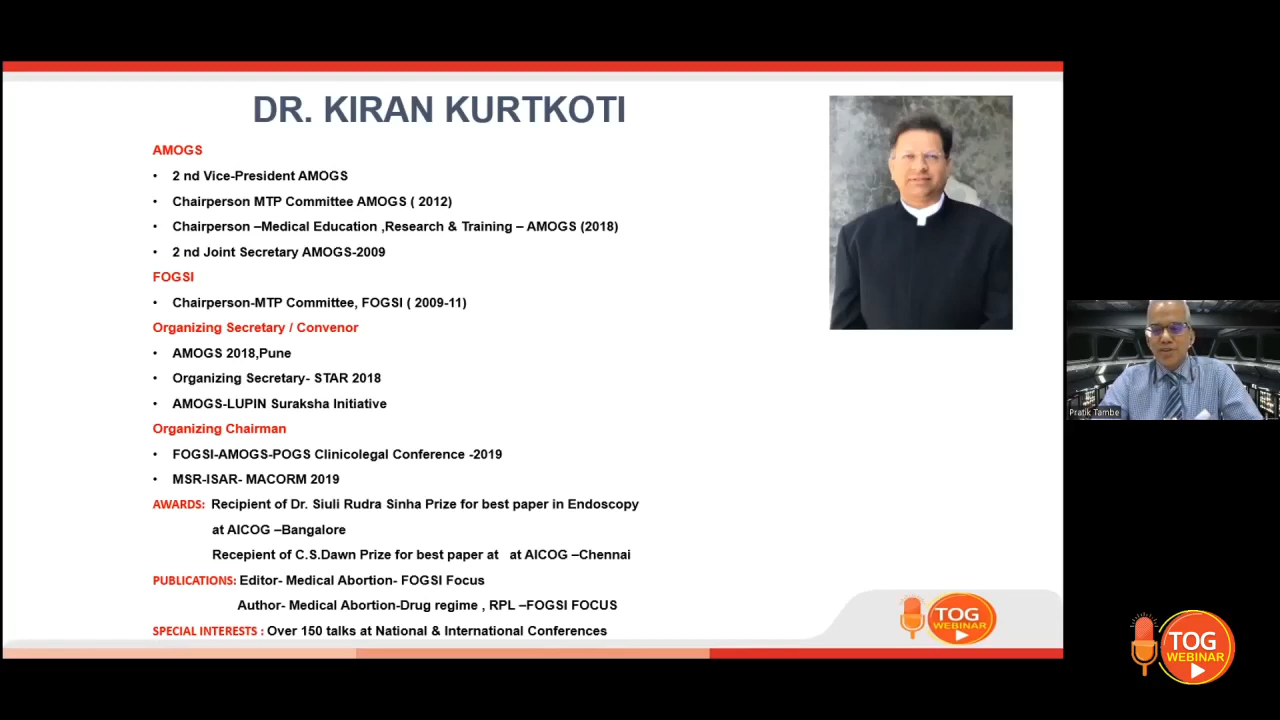 DR. KIRAN KURTKOTI
AMOGS
• 2 nd Vice-President AMOGS
• Chairperson MTP Committee AMOGS ( 2012)
• Chairperson –Medical Education ,Research & Training – AMOGS (2018)
• 2 nd Joint Secretary AMOGS-2009
FOGSI
• Chairperson-MTP Committee, FOGSI ( 2009-11)
Organizing Secretary / Convenor
• AMOGS 2018,Pune
• Organizing Secretary- STAR 2018
• AMOGS-LUPIN Suraksha Initiative
Organizing Chairman
• FOGSI-AMOGS-POGS Clinicolegal Conference -2019
• MSR-ISAR- MACORM 2019
AWARDS: Recipient of Dr. Siuli Rudra Sinha Prize for best paper in Endoscopy
at AICOG –Bangalore
Recepient of C.S.Dawn Prize for best paper at at AICOG –Chennai
PUBLICATIONS: Editor- Medical Abortion- FOGSI Focus
Author- Medical Abortion-Drug regime , RPL –FOGSI FOCUS
SPECIAL INTERESTS : Over 150 talks at National & International Conferences
TOG
WEBINAR
Pratik Tambe
TOG
WEBINAR